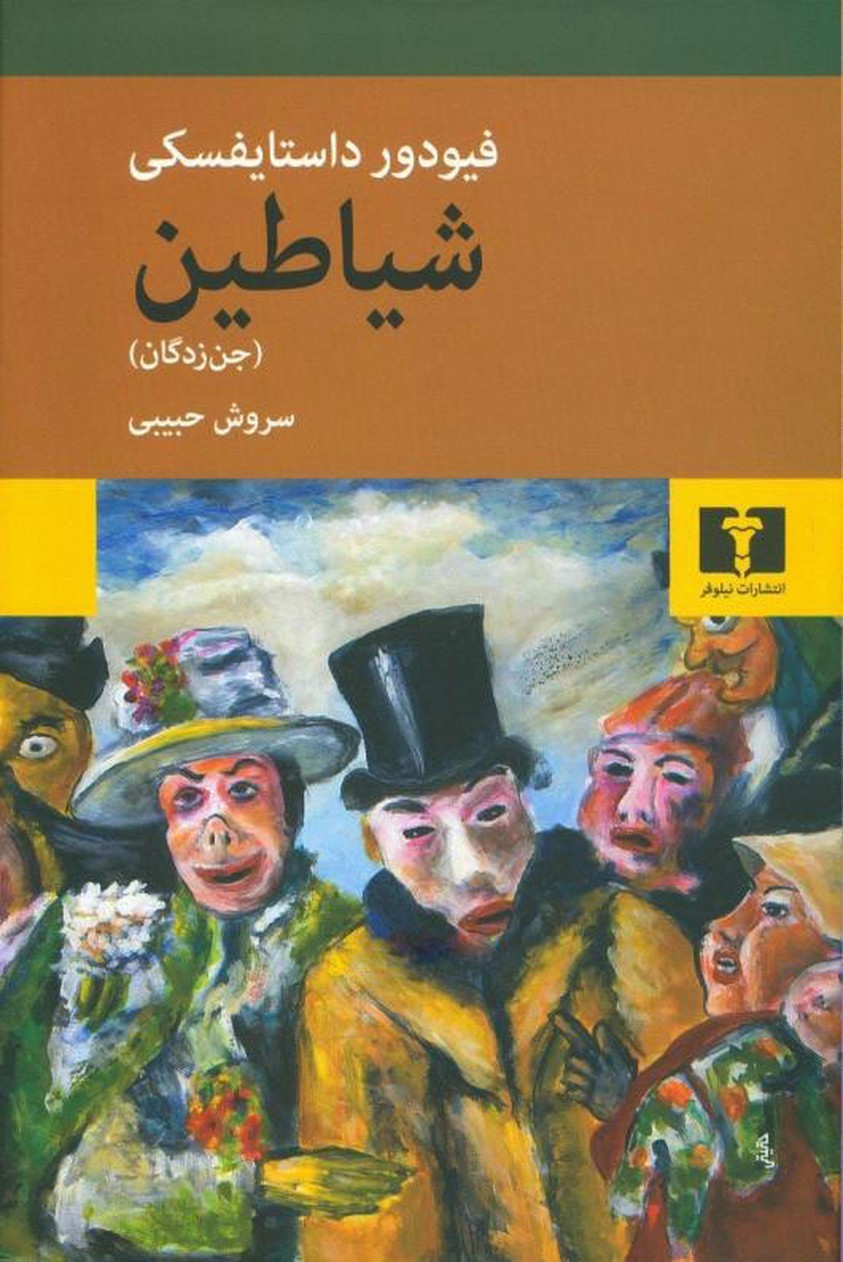 فیودور داستایفسکی
شیاطین
(جن‌زدگان)
سروش حبیبی
انتشارات نیلوفر